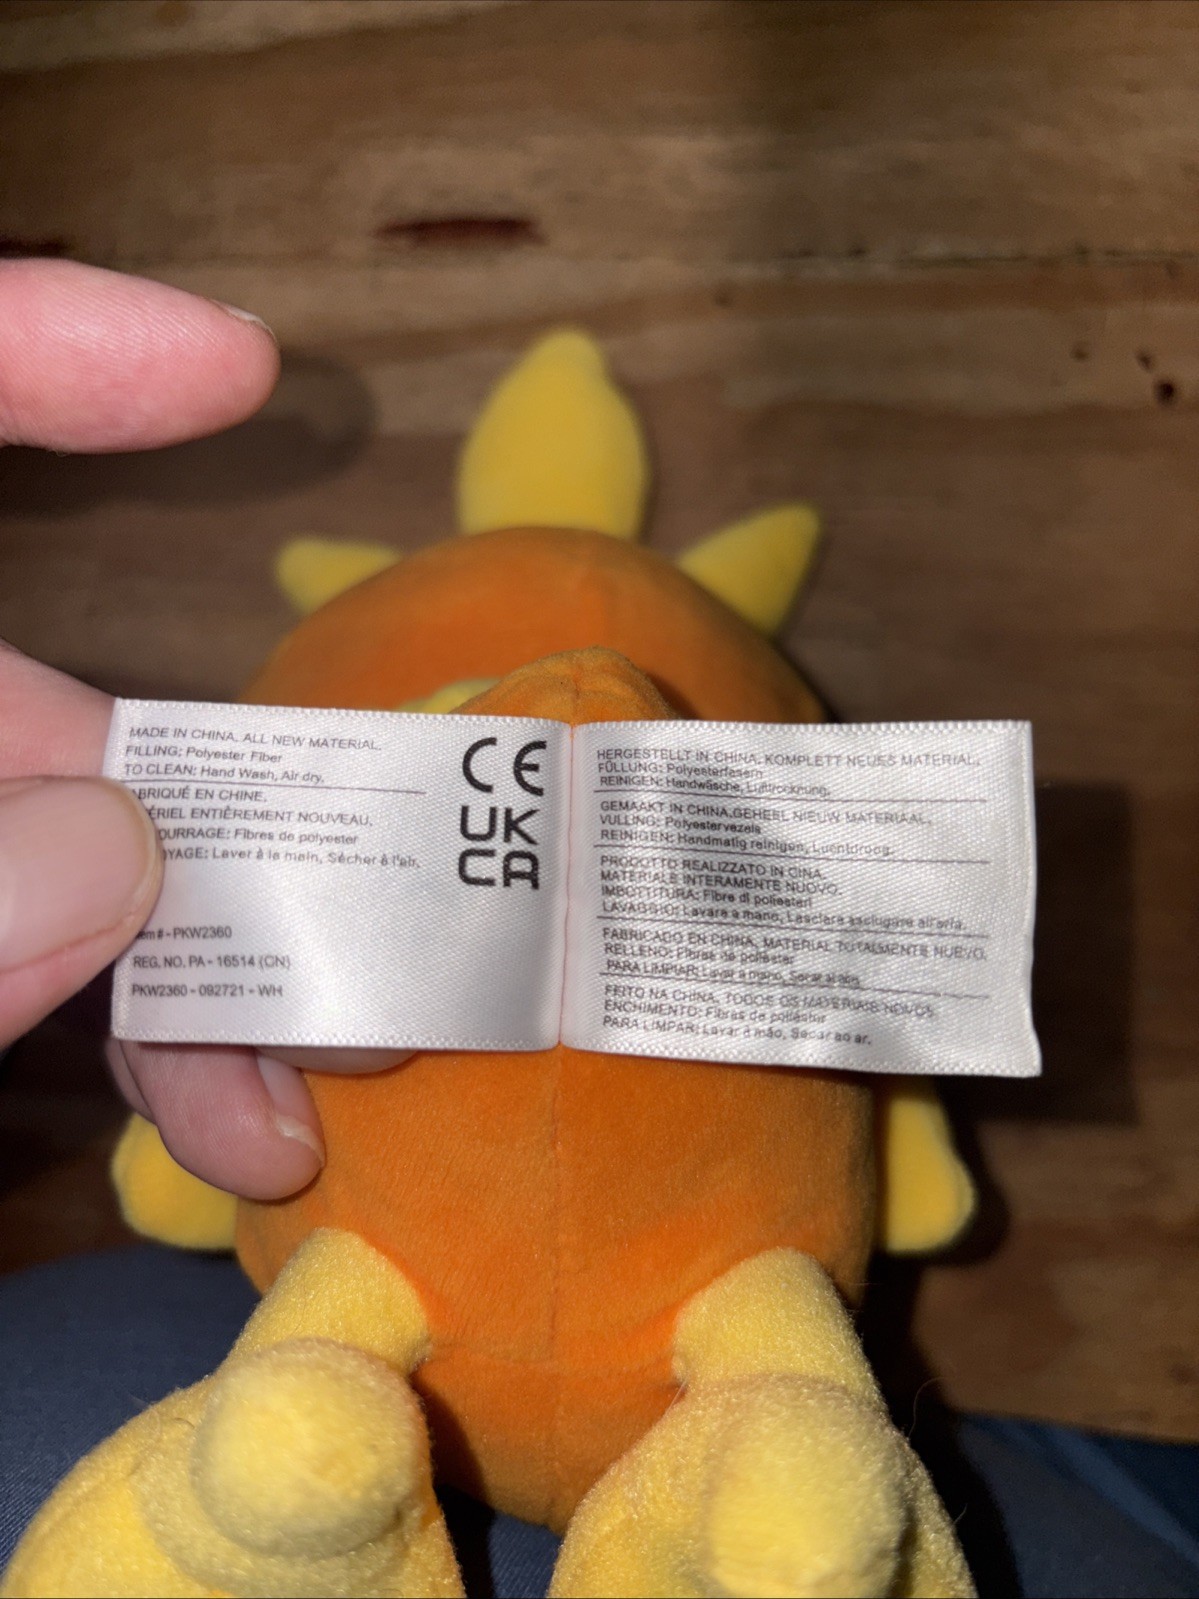 MADE IN CHINA. ALL NEW MATERIAL.
FILLING: Polyester Fiber
TO CLEAN: Hand Wash, Air dry.
ABRIQUÉ EN CHINE.
ÉRIEL ENTIÈREMENT NOUVEAU.
OURRAGE: Fibres de polyester
YAGE: Laver à la main, Sécher à l'air.
em# - PKW2360
REG. NO. PA - 16514 (CN)
PKW2360 - 092721 - WH
CE
UK
CA
HERGESTELLT IN CHINA. KOMPLETT NEUES MATERIAL.
FÜLLUNG: Polyesterfasern
REINIGEN: Handwäsche, Lufttrocknung.
GEMAAKT IN CHINA.GEHEEL NIEUW MATERIAAL.
VULLING: Polyestervezels
REINIGEN: Handmatig reinigen, Luchtdroog.
PRODOTTO REALIZZATO IN CINA.
MATERIALE INTERAMENTE NUOVO.
IMBOTTITURA: Fibre di poliesteri
LAVAGGIO: Lavare a mano, Lasciare asciugare all'aria.
FABRICADO EN CHINA. MATERIAL TOTALMENTE NUEVO.
RELLENO: Fibras de poliéster
PARA LIMPIAR: Lavar a mano, Secar al aire.
FEITO NA CHINA. TODOS OS MATERIAIS NOVOS.
ENCHIMENTO: Fibras de poliéster
PARA LIMPAR: Lavar à mão, Secar ao ar.